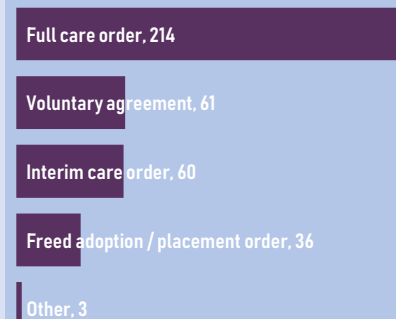 Full care order, 214
Voluntary agreement, 61
Interim care order, 60
Freed adoption / placement order, 36
Other, 3